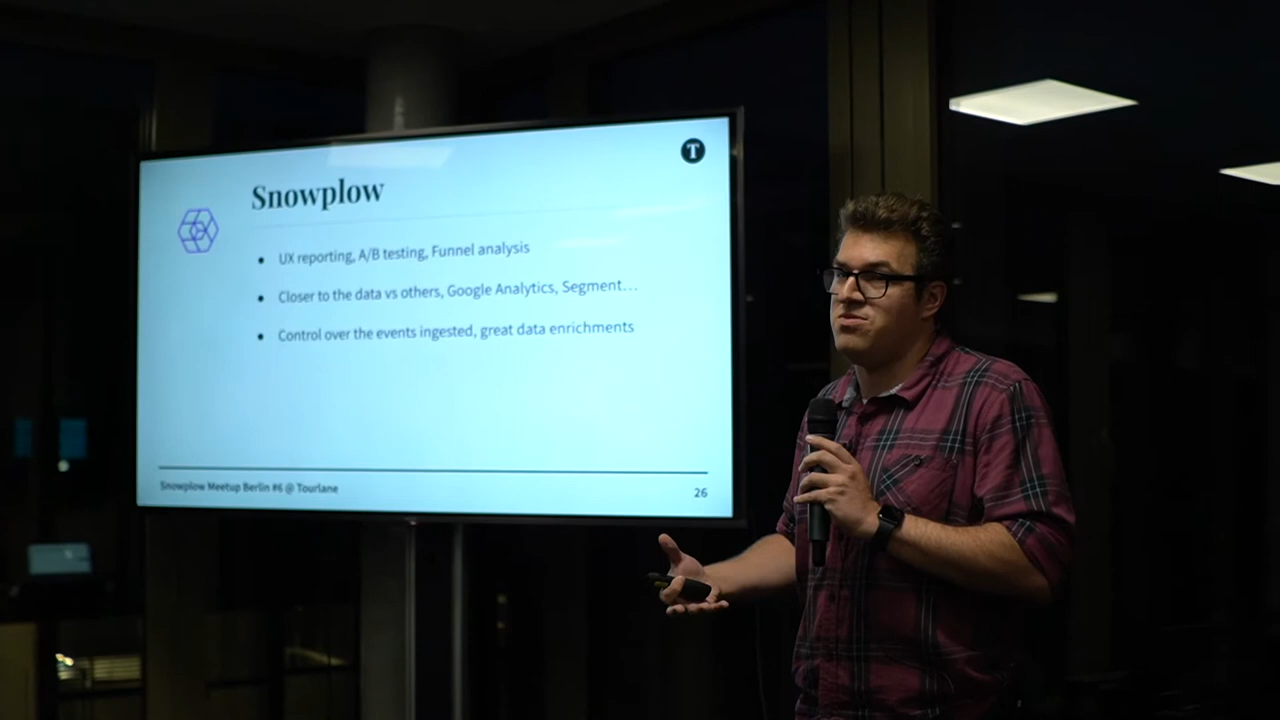 T
Snowplow
UX reporting, A/B testing, Funnel analysis
Closer to the data vs others, Google Analytics, Segment...
Control over the events ingested, great data enrichments
Snowplow Meetup Berlin #6 @ Tourlane
26